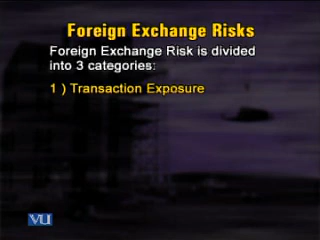 Foreign Exchange Risks
Foreign Exchange Risk is divided
into 3 categories:
1 ) Transaction Exposure
VU